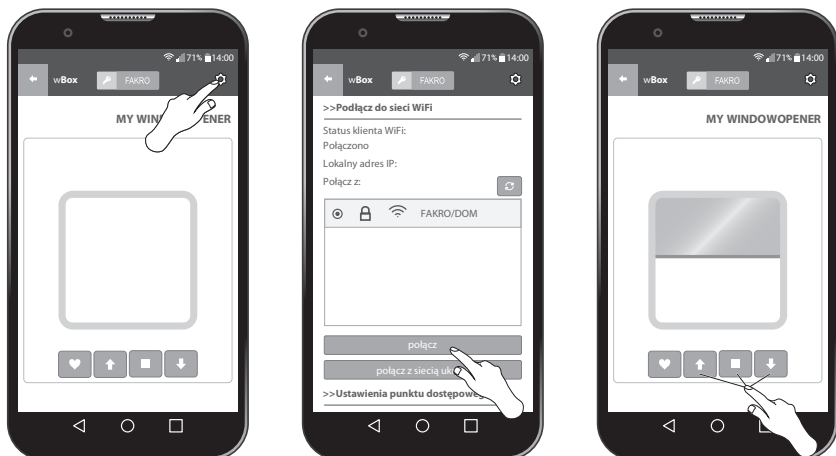 71% 14:00
wBox FAKRO
MY WIN ENER
71% 14:00
wBox FAKRO
>>Podłącz do sieci WiFi
Status klienta WiFi:
Połączono
Lokalny adres IP:
Połącz z:
FAKRO/DOM
połącz
połącz z siecią uk
>>Ustawienia punktu dostępoweg
71% 14:00
wBox FAKRO
MY WINDOWOPENER